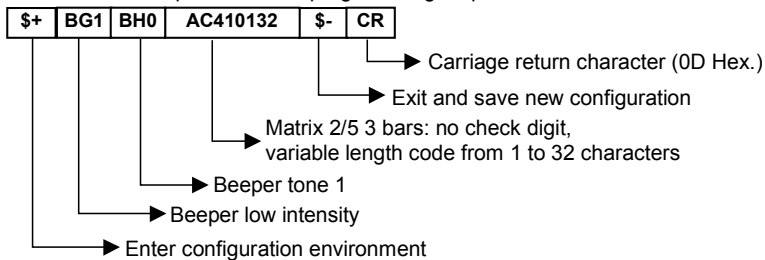 $+ BG1 BH0 AC410132 $- CR
Carriage return character (0D Hex.)
Exit and save new configuration
Matrix 2/5 3 bars: no check digit,
variable length code from 1 to 32 characters
Beeper tone 1
Beeper low intensity
Enter configuration environment